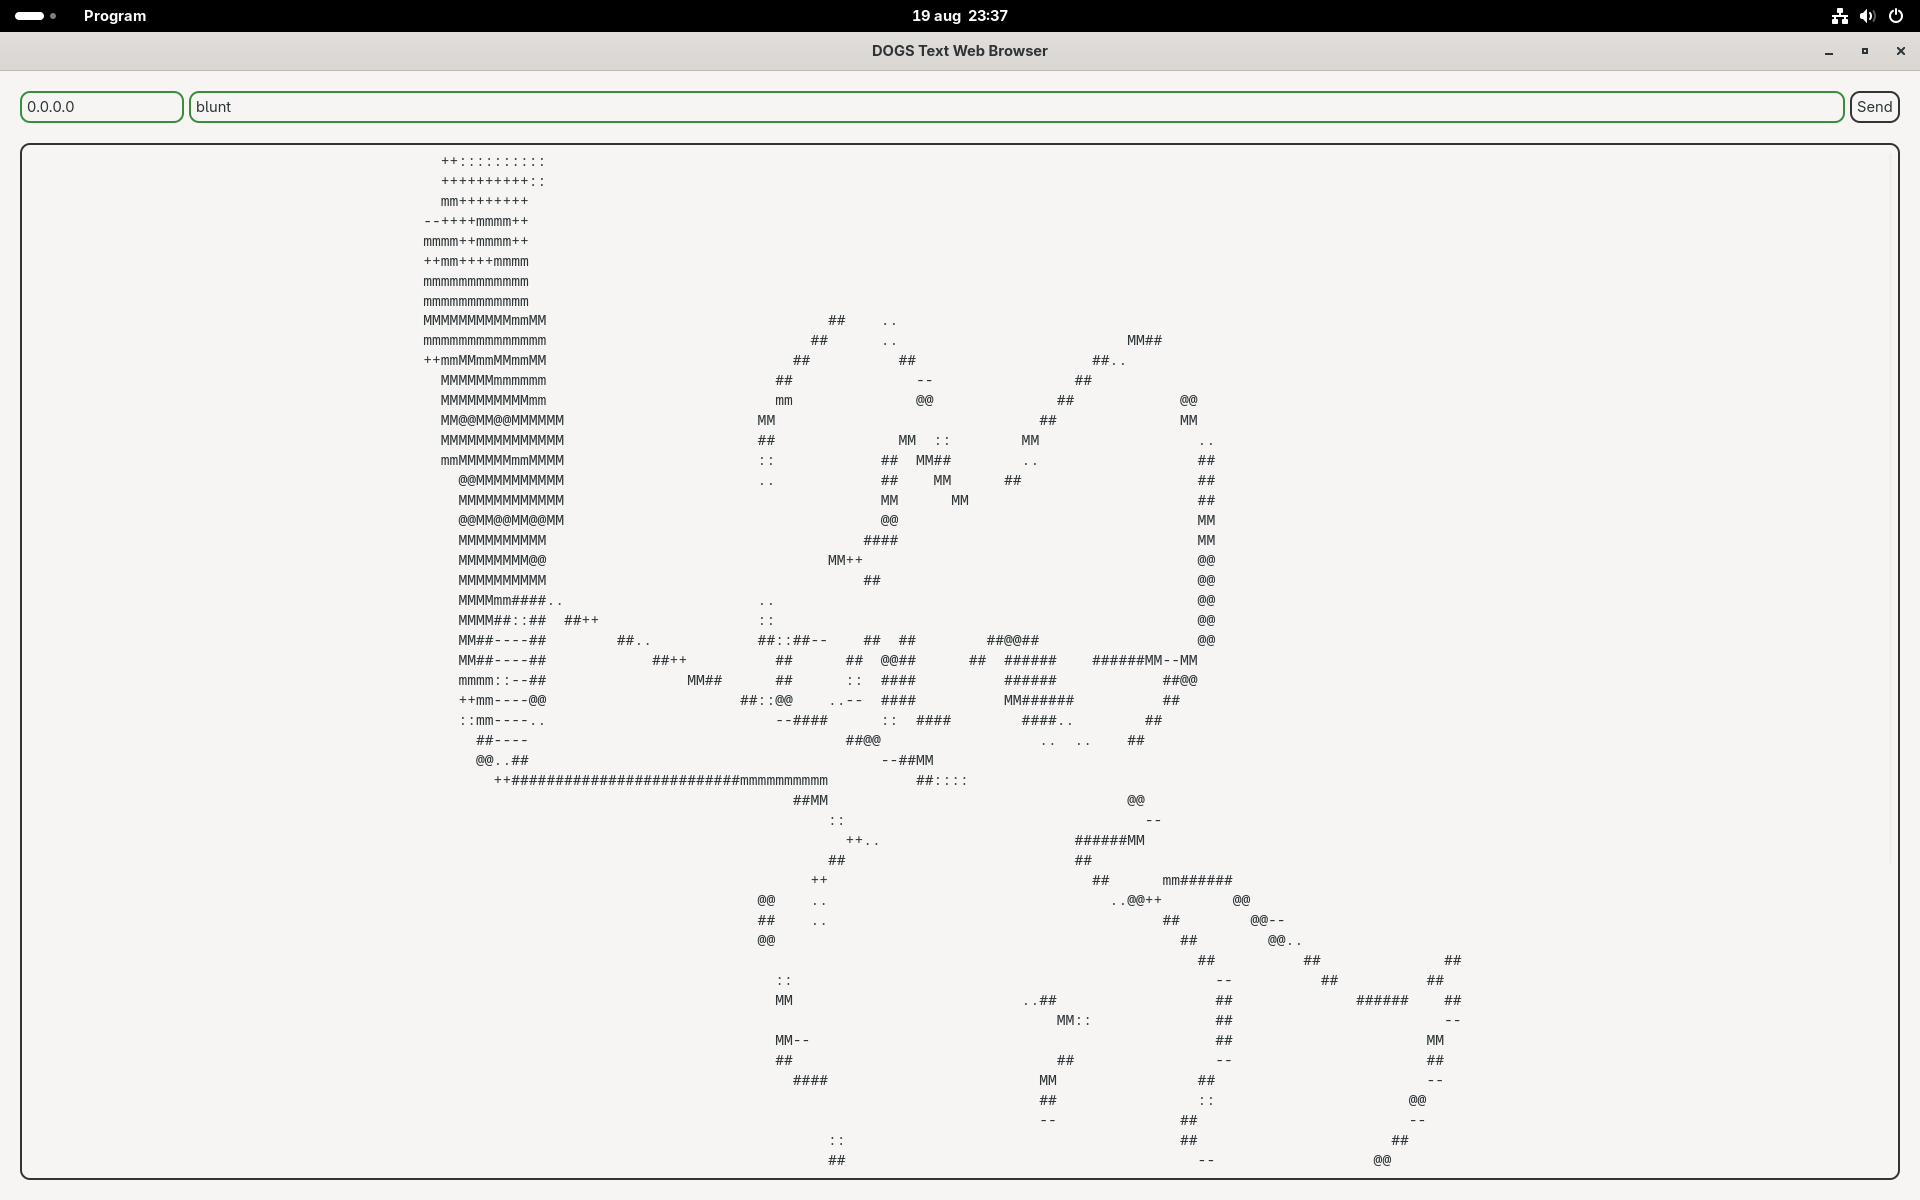 Program
19 aug 23:37
DOGS Text Web Browser
0.0.0.0
blunt
Send
++::::::::::
++++++++++::
mm++++++++
--++++mmmm++
mmmm++mmmm++
++mm++++mmmm
mmmmmmmmmmmm
mmmmmmmmmmmm
MMMMMMMMMMmmMM ## ..
mmmmmmmmmmmmmm ## .. MM##
++mmMMmmMMmmMM ## ## ##..
MMMMMMmmmmmm ## -- ##
MMMMMMMMMMmm mm @@ ## @@
MM@@MM@@MMMMMM MM ## MM
MMMMMMMMMMMMMM ## MM :: MM ..
mmMMMMMMmmMMMM :: ## MM## .. ##
@@MMMMMMMMMM .. ## MM ## ##
MMMMMMMMMMMM MM MM ##
@@MM@@MM@@MM @@ MM
MMMMMMMMMM #### MM
MMMMMMMM@@ MM++ @@
MMMMMMMMMM ## @@
MMMMmm####.. .. @@
MMMM##::## ##++ :: @@
MM##----## ##.. ##::##-- ## ## ##@@## @@
MM##----## ##++ ## ## @@## ## ###### ######MM--MM
mmmm::--## MM## ## :: #### ###### ##@@
++mm----@@ ##::@@ ..-- #### MM###### ##
::mm----.. --#### :: #### ####.. ##
##---- ##@@ .. .. ##
@@..## --##MM
++##########################mmmmmmmmmm ##::::
##MM @@
:: --
++.. ######MM
## ##
++ ## mm######
@@ .. ..@@++ @@
## .. ## @@--
@@ ## @@..
## ## ##
:: -- ## ##
MM ..## ## ###### ##
MM:: ## --
MM-- ## MM
## ## -- ##
#### MM ## --
## :: @@
-- ## --
:: ## ##
## -- @@